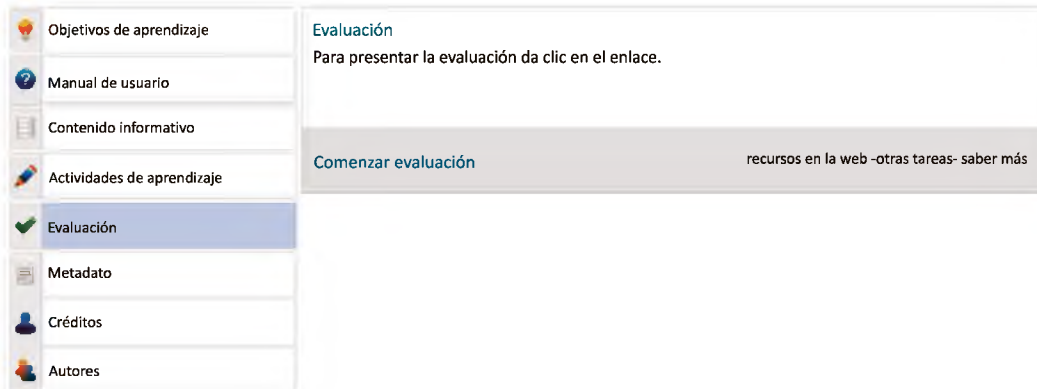 Objetivos de aprendizaje
Manual de usuario
Contenido informativo
Actividades de aprendizaje
Evaluación
Metadato
Créditos
Autores
Evaluación
Para presentar la evaluación da clic en el enlace.
Comenzar evaluación
recursos en la web -otras tareas- saber más